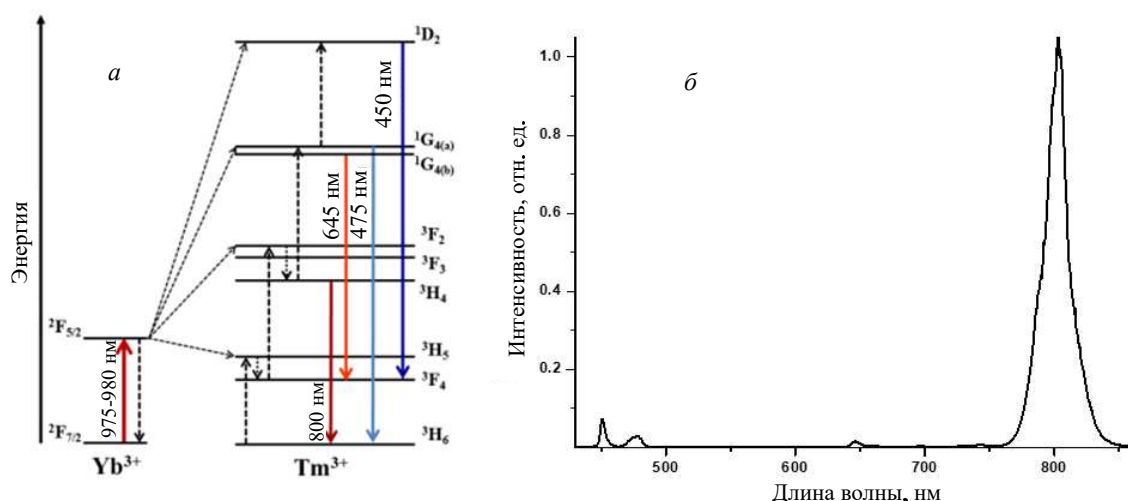 Энергия
а
¹D₂
450 нм
¹G₄₍ₐ₎
¹G₄₍b₎
645 нм
475 нм
³F₂
³F₃
³H₄
²F₅/₂
³H₅
³F₄
975-980 нм
800 нм
²F₇/₂
³H₆
Yb³⁺
Tm³⁺
б
Интенсивность, отн. ед.
1.0
0.8
0.6
0.4
0.2
500
600
700
800
Длина волны, нм